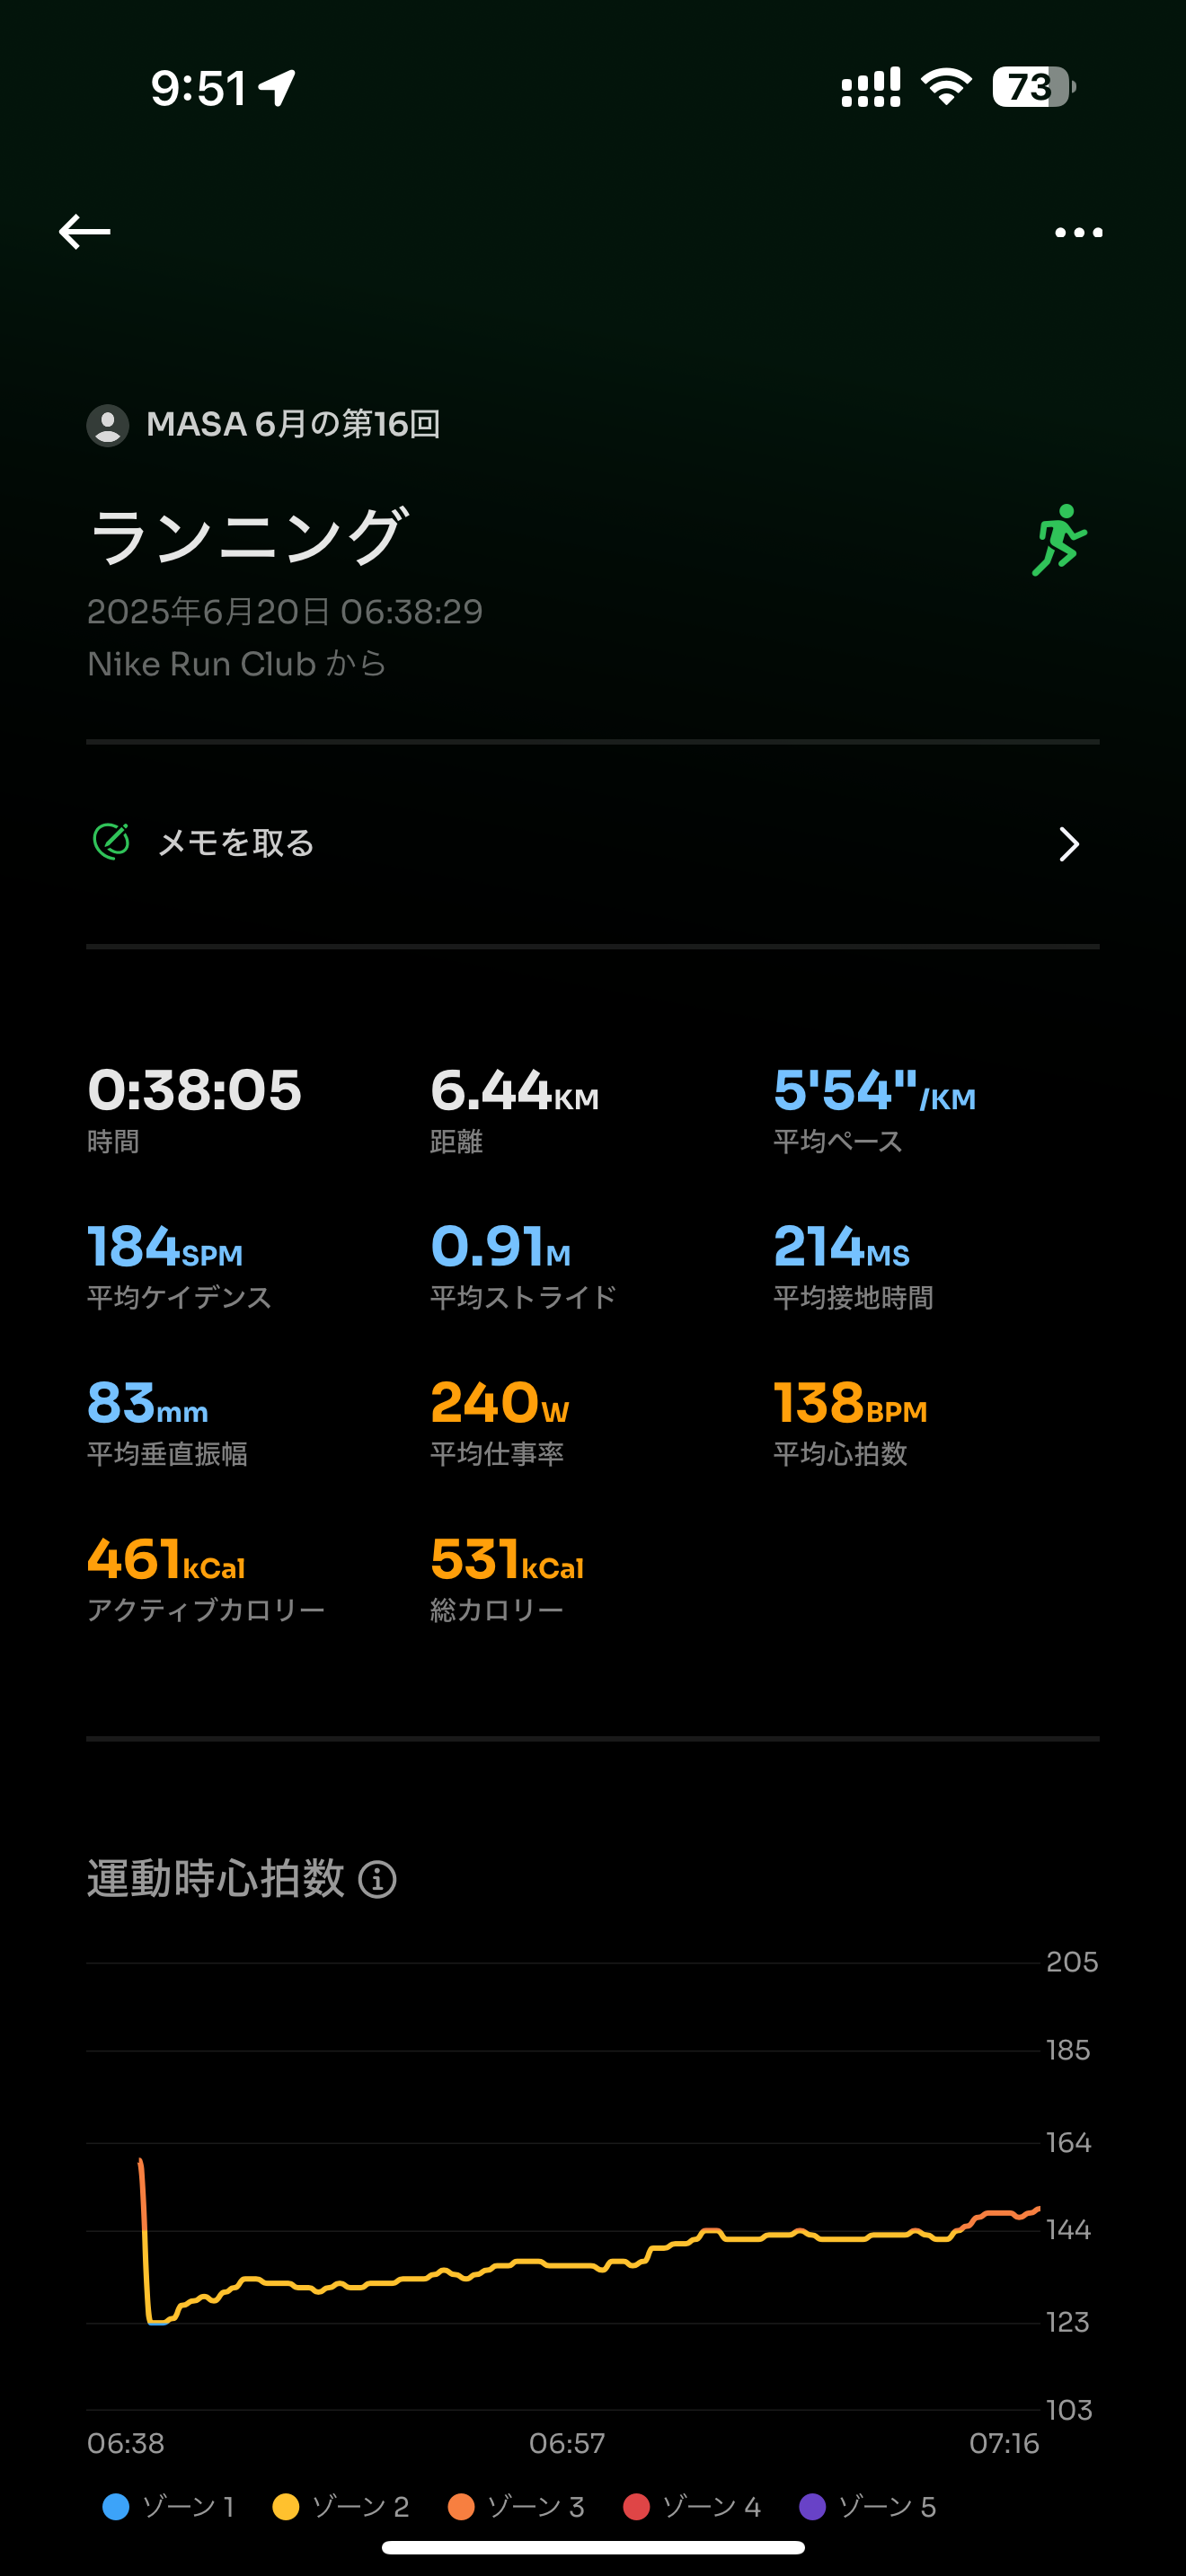 9:51
73
MASA 6月の第16回
ランニング
2025年6月20日 06:38:29
Nike Run Club から
メモを取る
0:38:05 6.44KM 5'54"/KM
時間 距離 平均ペース
184SPM 0.91M 214MS
平均ケイデンス 平均ストライド 平均接地時間
83mm 240W 138BPM
平均垂直振幅 平均仕事率 平均心拍数
461kCal 531kCal
アクティブカロリー 総カロリー
運動時心拍数
205
185
164
144
123
103
06:38 06:57 07:16
ゾーン 1 ゾーン 2 ゾーン 3 ゾーン 4 ゾーン 5